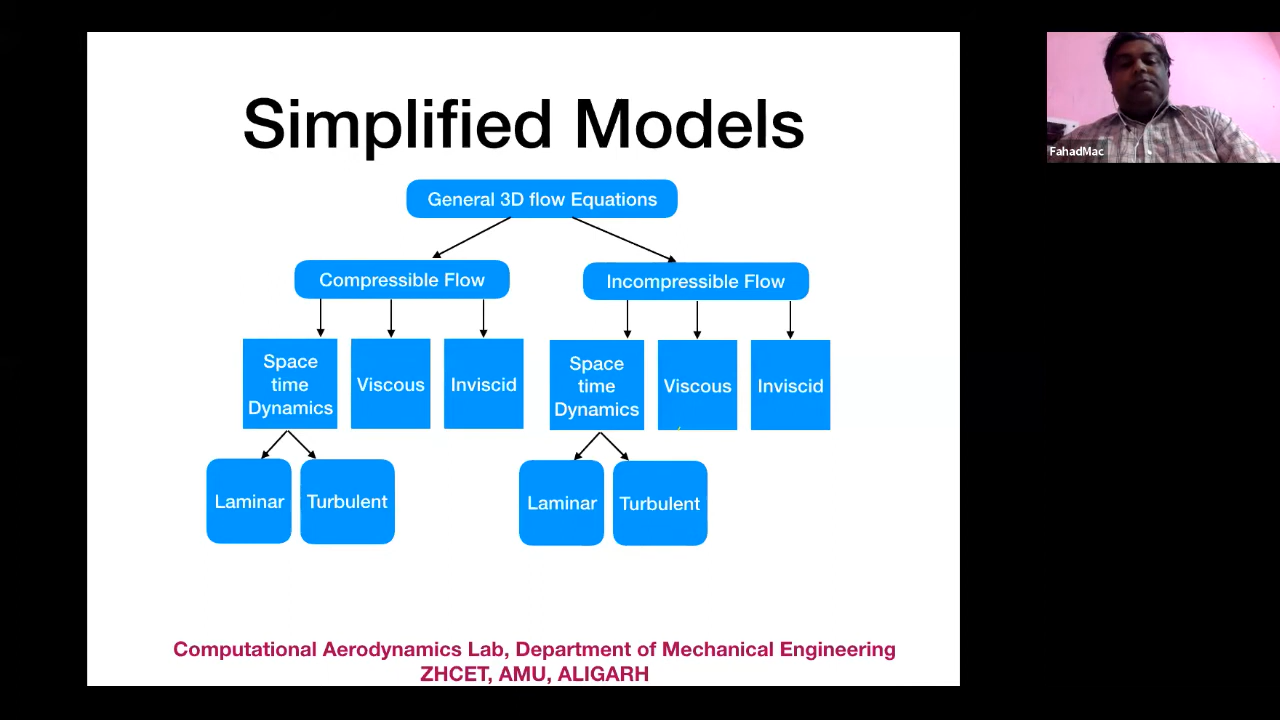 Simplified Models
General 3D flow Equations
Compressible Flow
Incompressible Flow
Space
time
Dynamics
Viscous
Inviscid
Space
time
Dynamics
Viscous
Inviscid
Laminar
Turbulent
Laminar
Turbulent
Computational Aerodynamics Lab, Department of Mechanical Engineering
ZHCET, AMU, ALIGARH
FahadMac